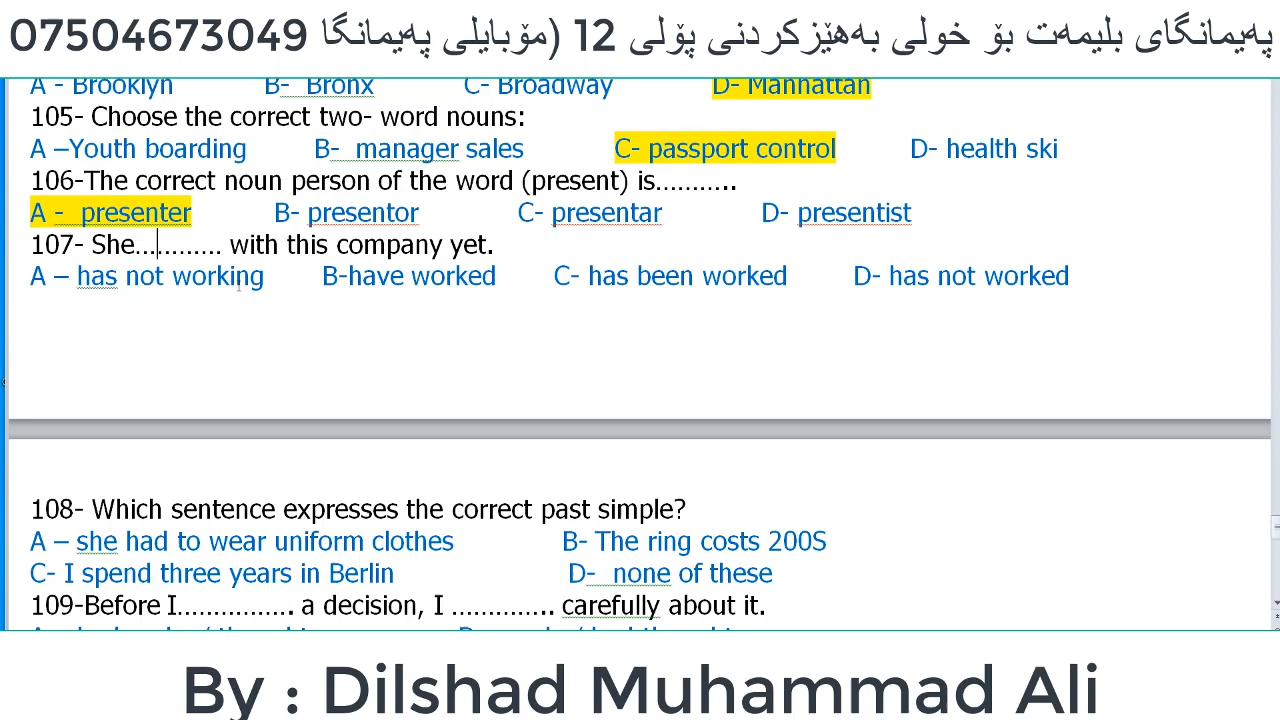 پەیمانگای بلیمەت بۆ خولی بەهێزکردنی پۆلی 12 (مۆبایلی پەیمانگا 07504673049
A - Brooklyn B- Bronx C- Broadway D- Manhattan
105- Choose the correct two- word nouns:
A –Youth boarding B- manager sales C- passport control D- health ski
106-The correct noun person of the word (present) is………..
A - presenter B- presentor C- presentar D- presentist
107- She………… with this company yet.
A – has not working B-have worked C- has been worked D- has not worked
108- Which sentence expresses the correct past simple?
A – she had to wear uniform clothes B- The ring costs 200S
C- I spend three years in Berlin D- none of these
109-Before I……………. a decision, I ………….. carefully about it.
By : Dilshad Muhammad Ali